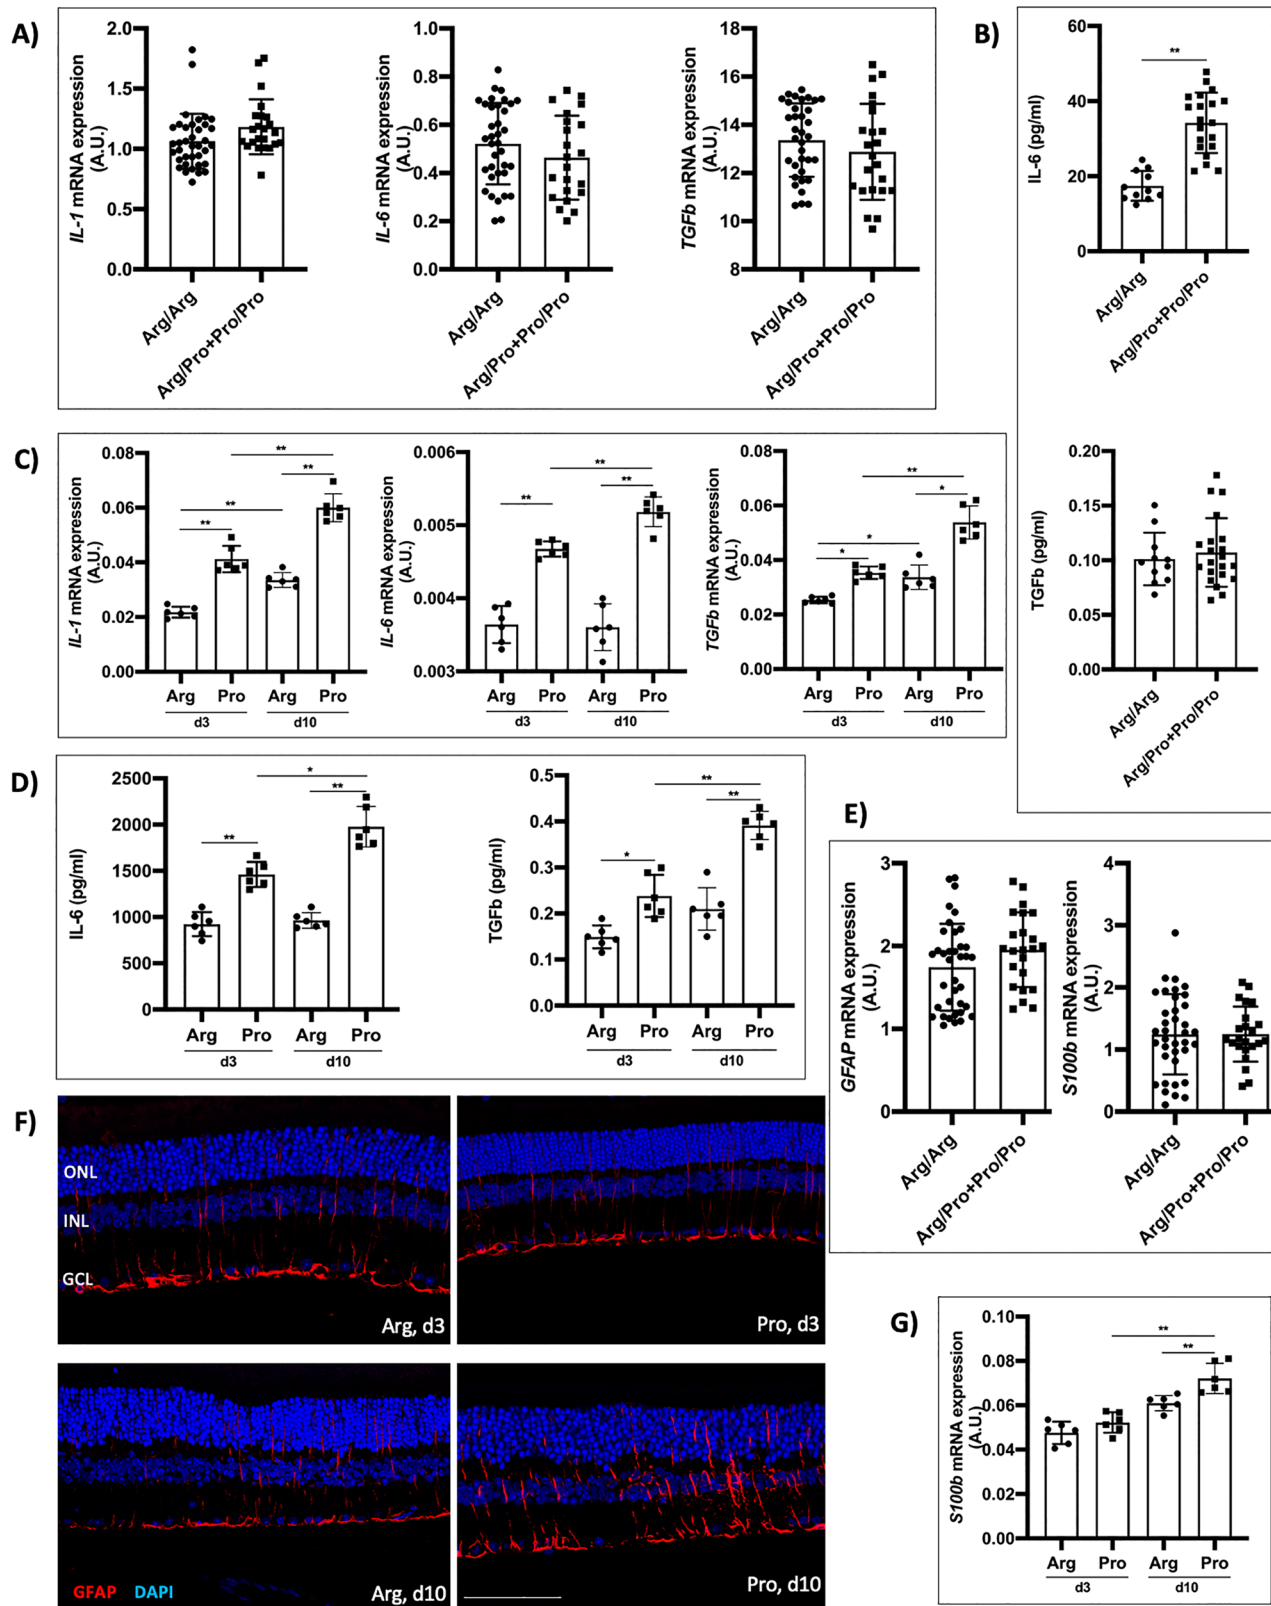 A)
IL-1 mRNA expression
(A.U.)
2.0
1.5
1.0
0.5
0.0
Arg/Arg
Arg/Pro+Pro/Pro
IL-6 mRNA expression
(A.U.)
1.0
0.8
0.6
0.4
0.2
0.0
Arg/Arg
Arg/Pro+Pro/Pro
TGFb mRNA expression
(A.U.)
18
16
14
12
10
8
Arg/Arg
Arg/Pro+Pro/Pro
B)
IL-6 (pg/ml)
60
40
20
0
**
Arg/Arg
Arg/Pro+Pro/Pro
TGFb (pg/ml)
0.20
0.15
0.10
0.05
0.00
Arg/Arg
Arg/Pro+Pro/Pro
C)
IL-1 mRNA expression
(A.U.)
0.08
0.06
0.04
0.02
0.00
**
**
**
**
Arg Pro Arg Pro
d3 d10
IL-6 mRNA expression
(A.U.)
0.006
0.005
0.004
0.003
**
**
**
Arg Pro Arg Pro
d3 d10
TGFb mRNA expression
(A.U.)
0.08
0.06
0.04
0.02
0.00
**
*
*
*
Arg Pro Arg Pro
d3 d10
D)
IL-6 (pg/ml)
2500
2000
1500
1000
500
0
*
**
**
Arg Pro Arg Pro
d3 d10
TGFb (pg/ml)
0.5
0.4
0.3
0.2
0.1
0.0
**
**
*
Arg Pro Arg Pro
d3 d10
E)
GFAP mRNA expression
(A.U.)
3
2
1
0
Arg/Arg
Arg/Pro+Pro/Pro
S100b mRNA expression
(A.U.)
4
3
2
1
0
Arg/Arg
Arg/Pro+Pro/Pro
F)
ONL
INL
GCL
Arg, d3
Pro, d3
GFAP DAPI
Arg, d10
Pro, d10
G)
S100b mRNA expression
(A.U.)
0.10
0.08
0.06
0.04
0.02
0.00
**
**
Arg Pro Arg Pro
d3 d10